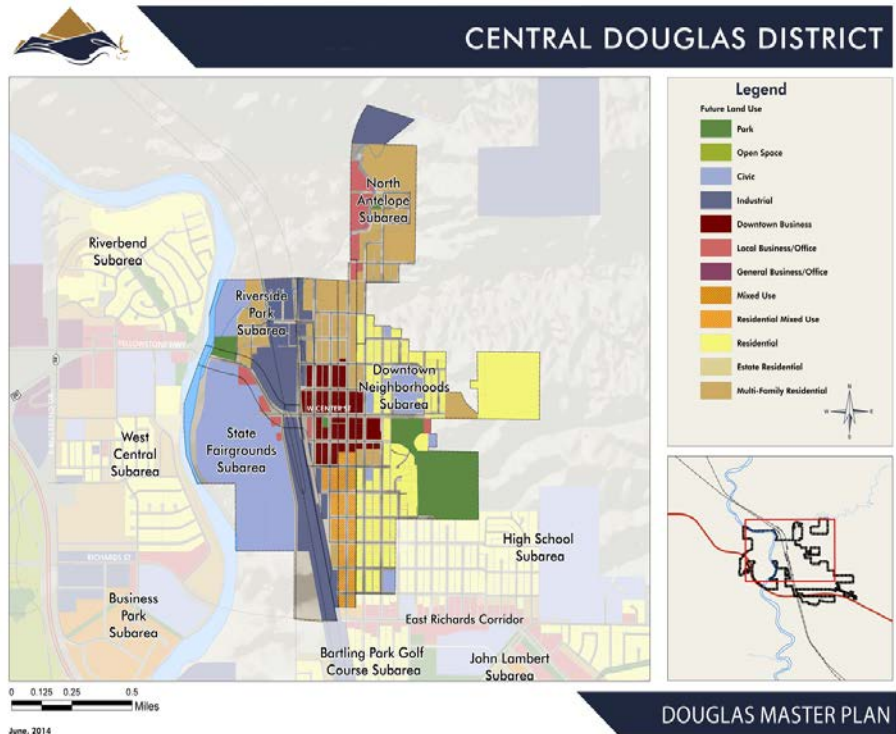 CENTRAL DOUGLAS DISTRICT
Legend
Future Land Use
Park
Open Space
Civic
Industrial
Downtown Business
Local Business/Office
General Business/Office
Mixed Use
Residential Mixed Use
Residential
Estate Residential
Multi-Family Residential
N
W
E
S
North
Antelope
Subarea
Riverbend
Subarea
Riverside
Park
Subarea
Downtown
Neighborhoods
Subarea
W CENTER ST
West
Central
Subarea
State
Fairgrounds
Subarea
High School
Subarea
RICHARDS ST
Business
Park
Subarea
East Richards Corridor
Bartling Park Golf
Course Subarea
John Lambert
Subarea
0 0.125 0.25 0.5
Miles
June, 2014
DOUGLAS MASTER PLAN